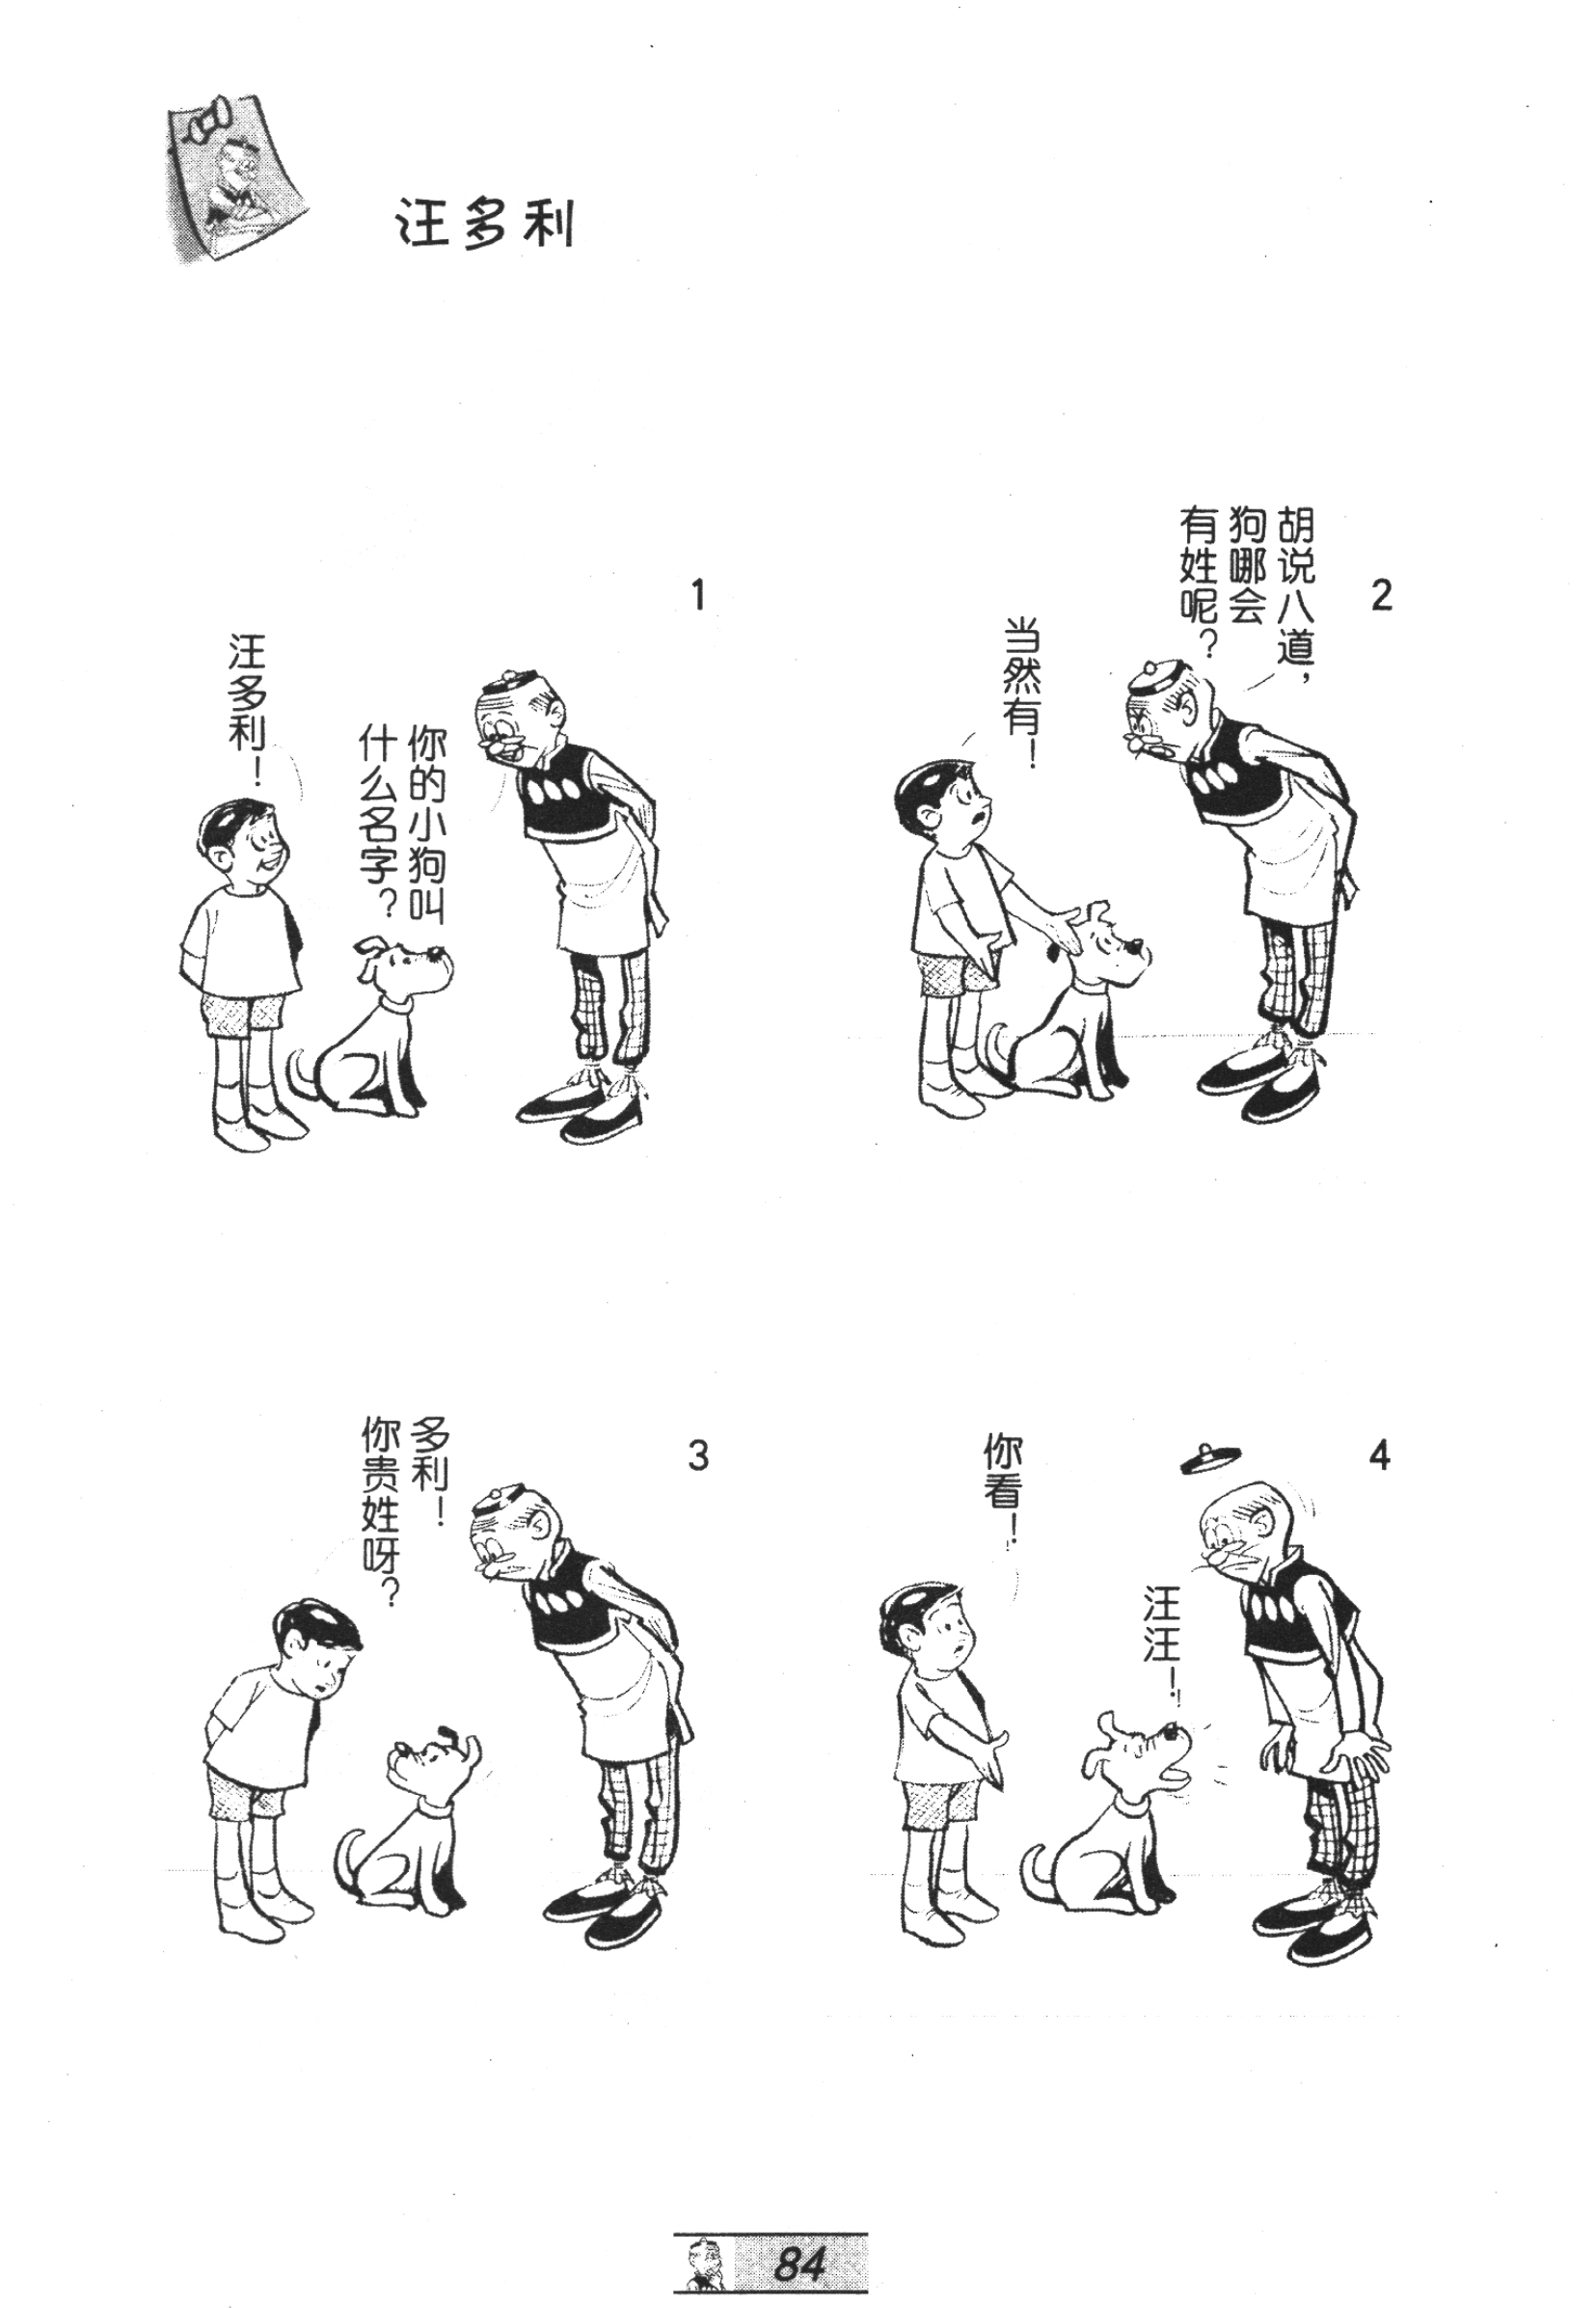 汪多利
1
你的小狗叫
什么名字？
汪多利！
2
胡说八道，
狗哪会
有姓呢？
当然有！
3
多利！
你贵姓呀？
4
你看！
汪汪！
84